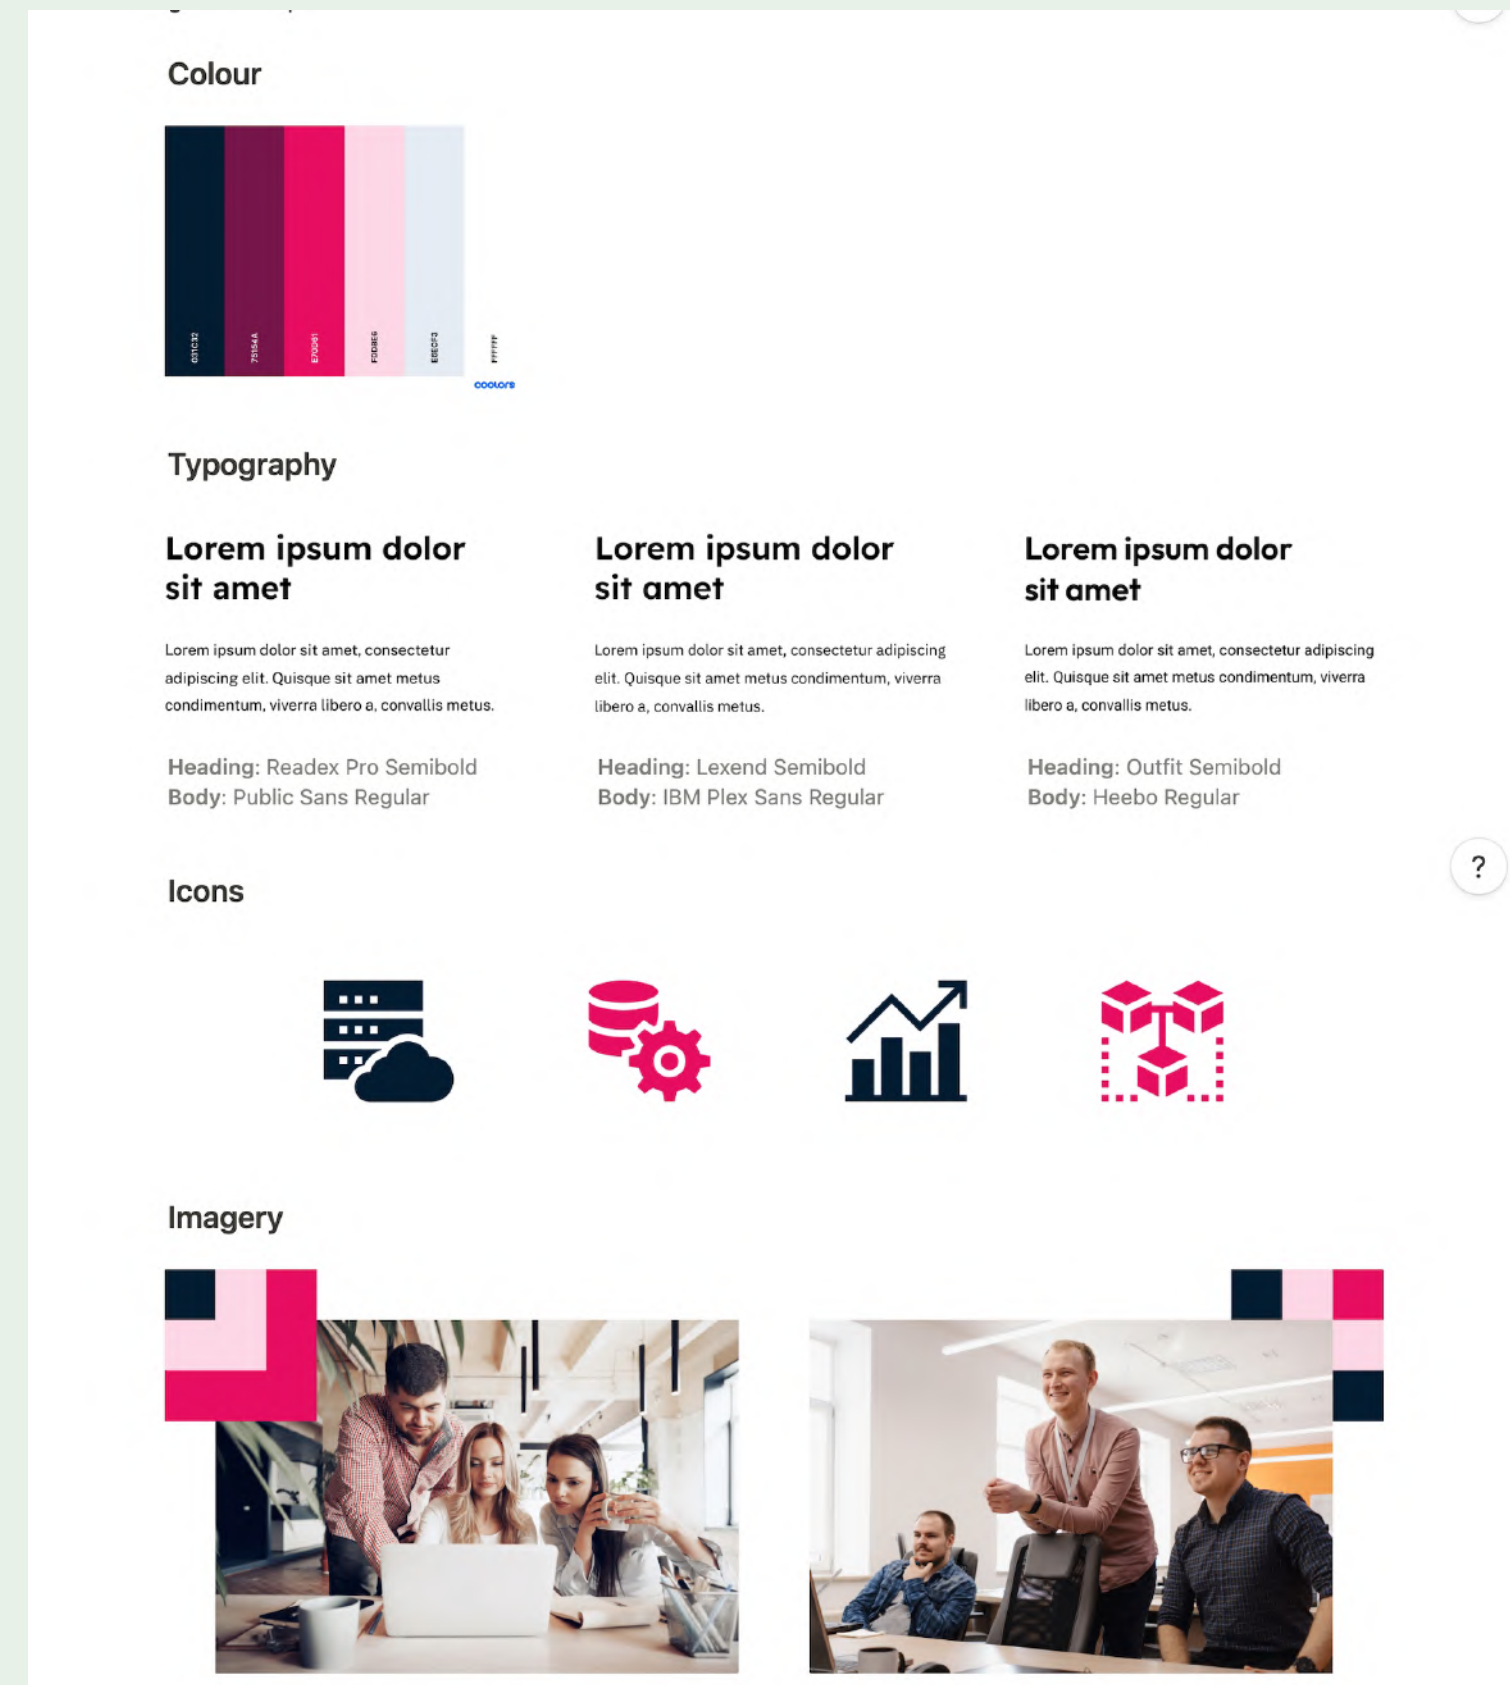 Colour
031C32
75154A
E70D61
FFFFFF
coolors
Typography
Lorem ipsum dolor
sit amet
Lorem ipsum dolor sit amet, consectetur
adipiscing elit. Quisque sit amet metus
condimentum, viverra libero a, convallis metus.
Heading: Readex Pro Semibold
Body: Public Sans Regular
Lorem ipsum dolor
sit amet
Lorem ipsum dolor sit amet, consectetur adipiscing
elit. Quisque sit amet metus condimentum, viverra
libero a, convallis metus.
Heading: Lexend Semibold
Body: IBM Plex Sans Regular
Lorem ipsum dolor
sit amet
Lorem ipsum dolor sit amet, consectetur adipiscing
elit. Quisque sit amet metus condimentum, viverra
libero a, convallis metus.
Heading: Outfit Semibold
Body: Heebo Regular
?
Icons
Imagery